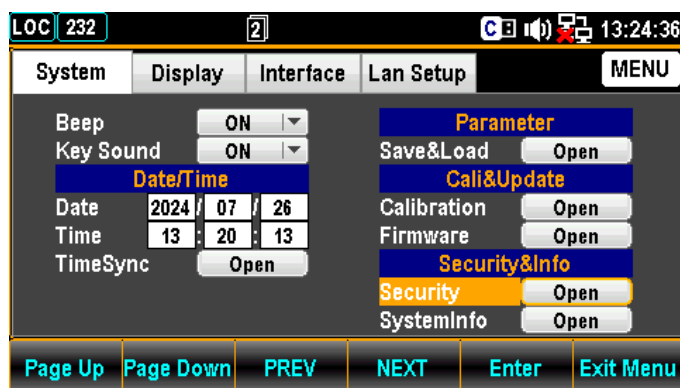 LOC 232 2 C 13:24:36
System Display Interface Lan Setup MENU
Beep ON
Key Sound ON
Date/Time
Date 2024 / 07 / 26
Time 13 : 20 : 13
TimeSync Open
Parameter
Save&Load Open
Cali&Update
Calibration Open
Firmware Open
Security&Info
Security Open
SystemInfo Open
Page Up Page Down PREV NEXT Enter Exit Menu